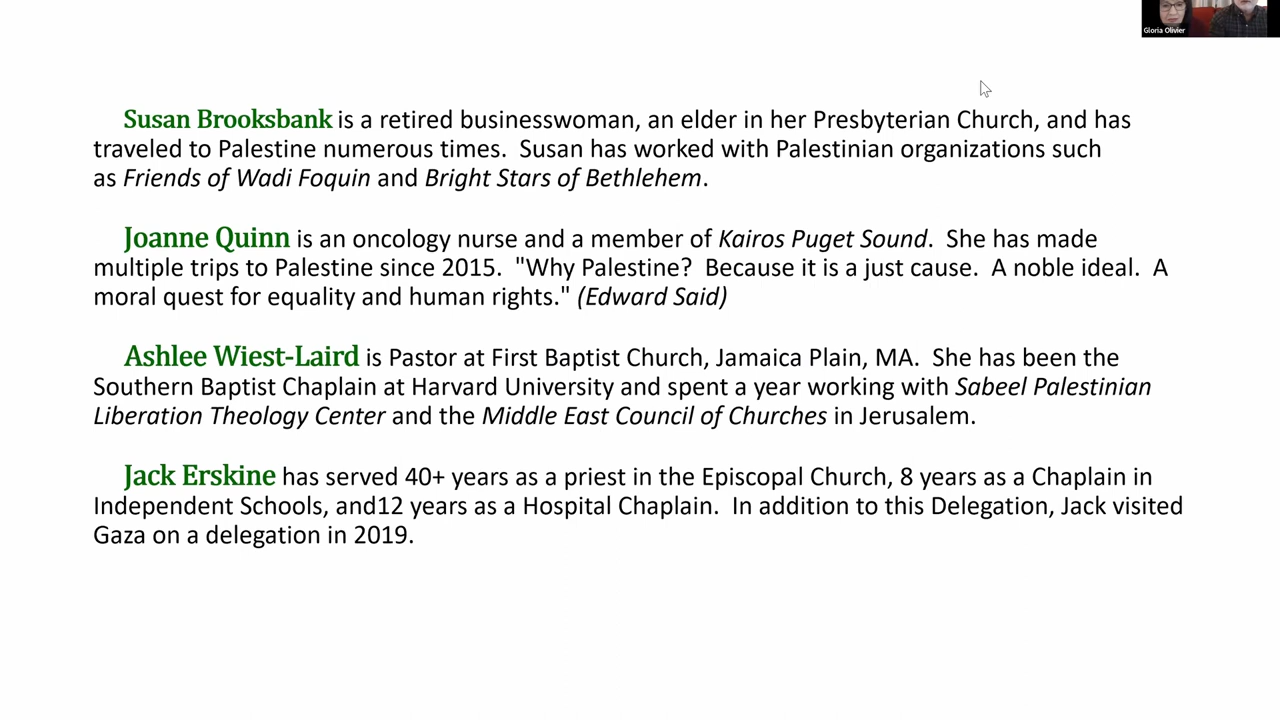 Gloria Olivier
Susan Brooksbank is a retired businesswoman, an elder in her Presbyterian Church, and has
traveled to Palestine numerous times.  Susan has worked with Palestinian organizations such
as Friends of Wadi Foquin and Bright Stars of Bethlehem.
Joanne Quinn is an oncology nurse and a member of Kairos Puget Sound.  She has made
multiple trips to Palestine since 2015.  "Why Palestine?  Because it is a just cause.  A noble ideal.  A
moral quest for equality and human rights." (Edward Said)
Ashlee Wiest-Laird is Pastor at First Baptist Church, Jamaica Plain, MA.  She has been the
Southern Baptist Chaplain at Harvard University and spent a year working with Sabeel Palestinian
Liberation Theology Center and the Middle East Council of Churches in Jerusalem.
Jack Erskine has served 40+ years as a priest in the Episcopal Church, 8 years as a Chaplain in
Independent Schools, and12 years as a Hospital Chaplain.  In addition to this Delegation, Jack visited
Gaza on a delegation in 2019.